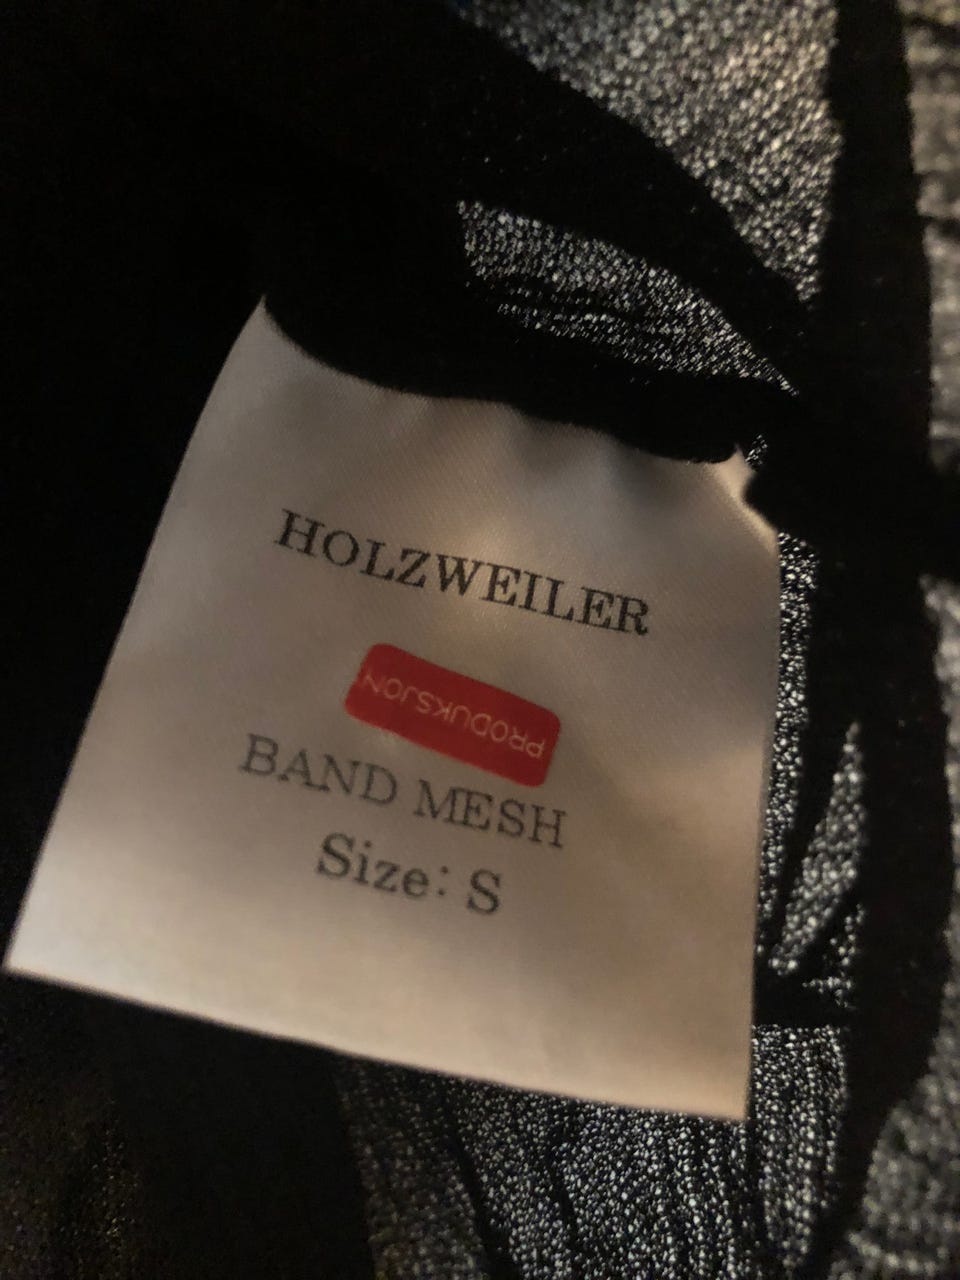 HOLZWEILER
PRODUKSJON
BAND MESH
Size: S